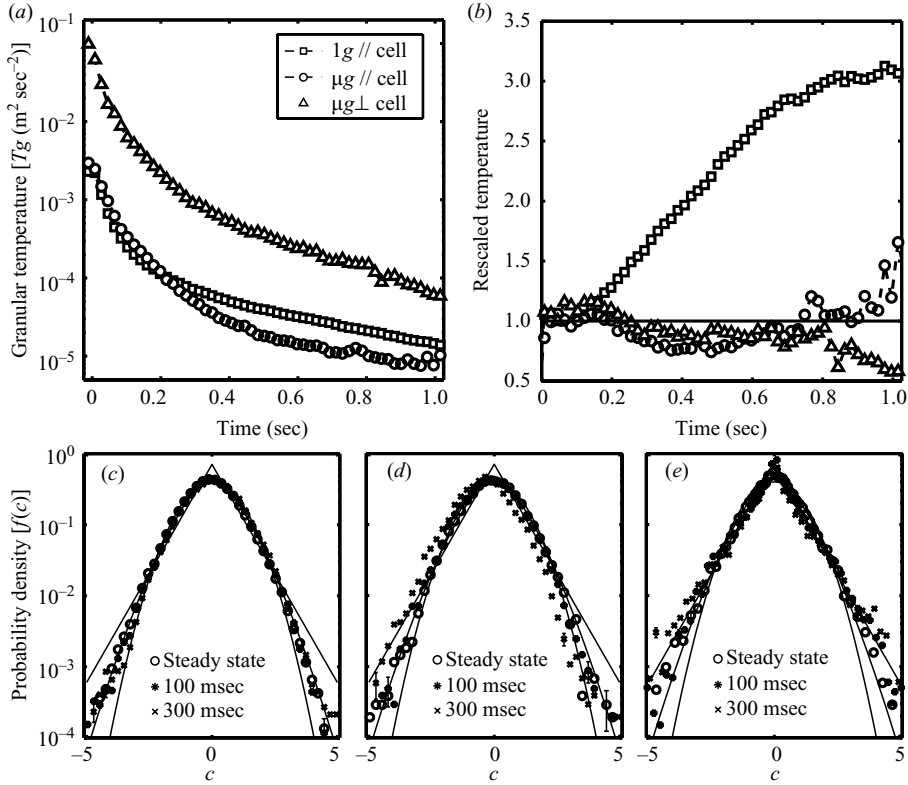 (a)
Granular temperature [Tg (m² sec⁻²)]
10⁻¹
10⁻²
10⁻³
10⁻⁴
10⁻⁵
1g // cell
μg // cell
μg⊥ cell
0 0.2 0.4 0.6 0.8 1.0
Time (sec)
(b)
Rescaled temperature
3.5
3.0
2.5
2.0
1.5
1.0
0.5
0 0.2 0.4 0.6 0.8 1.0
Time (sec)
Probability density [f(c)]
10⁰
10⁻¹
10⁻²
10⁻³
10⁻⁴
(c)
Steady state
100 msec
300 msec
−5 0 5
c
(d)
Steady state
100 msec
300 msec
−5 0 5
c
(e)
Steady state
100 msec
300 msec
−5 0 5
c